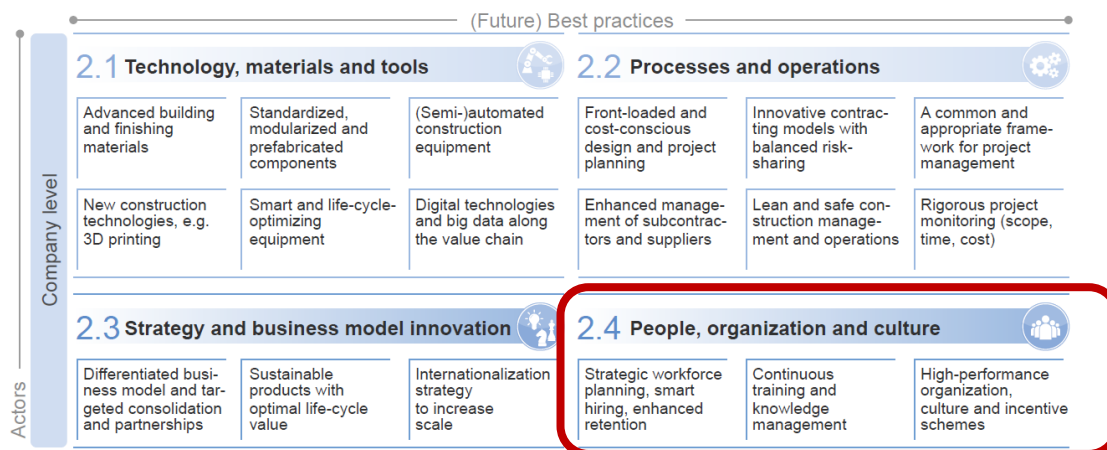 (Future) Best practices
Actors
Company level
2.1 Technology, materials and tools
Advanced building
and finishing
materials
Standardized,
modularized and
prefabricated
components
(Semi-)automated
construction
equipment
New construction
technologies, e.g.
3D printing
Smart and life-cycle-
optimizing
equipment
Digital technologies
and big data along
the value chain
2.2 Processes and operations
Front-loaded and
cost-conscious
design and project
planning
Innovative contrac-
ting models with
balanced risk-
sharing
A common and
appropriate frame-
work for project
management
Enhanced manage-
ment of subcontrac-
tors and suppliers
Lean and safe con-
struction manage-
ment and operations
Rigorous project
monitoring (scope,
time, cost)
2.3 Strategy and business model innovation
Differentiated busi-
ness model and tar-
geted consolidation
and partnerships
Sustainable
products with
optimal life-cycle
value
Internationalization
strategy
to increase
scale
2.4 People, organization and culture
Strategic workforce
planning, smart
hiring, enhanced
retention
Continuous
training and
knowledge
management
High-performance
organization,
culture and incentive
schemes